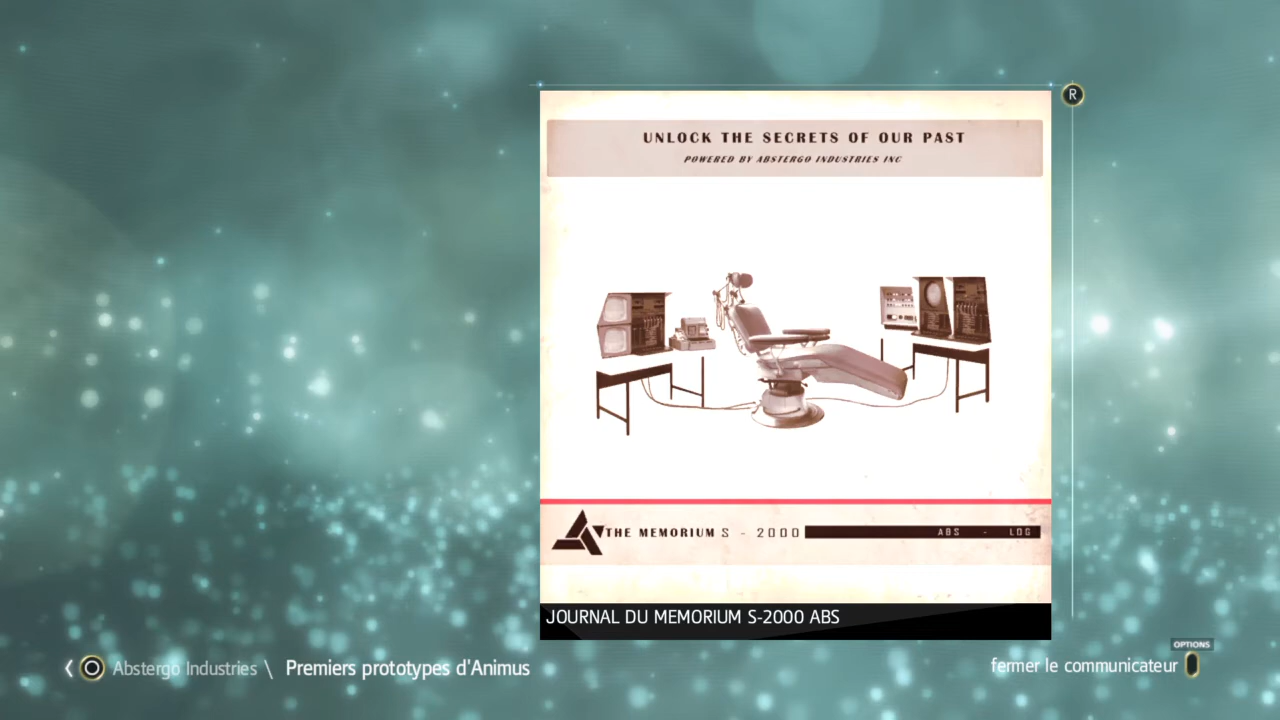 R
UNLOCK THE SECRETS OF OUR PAST
POWERED BY ABSTERGO INDUSTRIES INC
THE MEMORIUM S - 2000 ABS - LOG
JOURNAL DU MEMORIUM S-2000 ABS
Abstergo Industries \ Premiers prototypes d'Animus
OPTIONS
fermer le communicateur